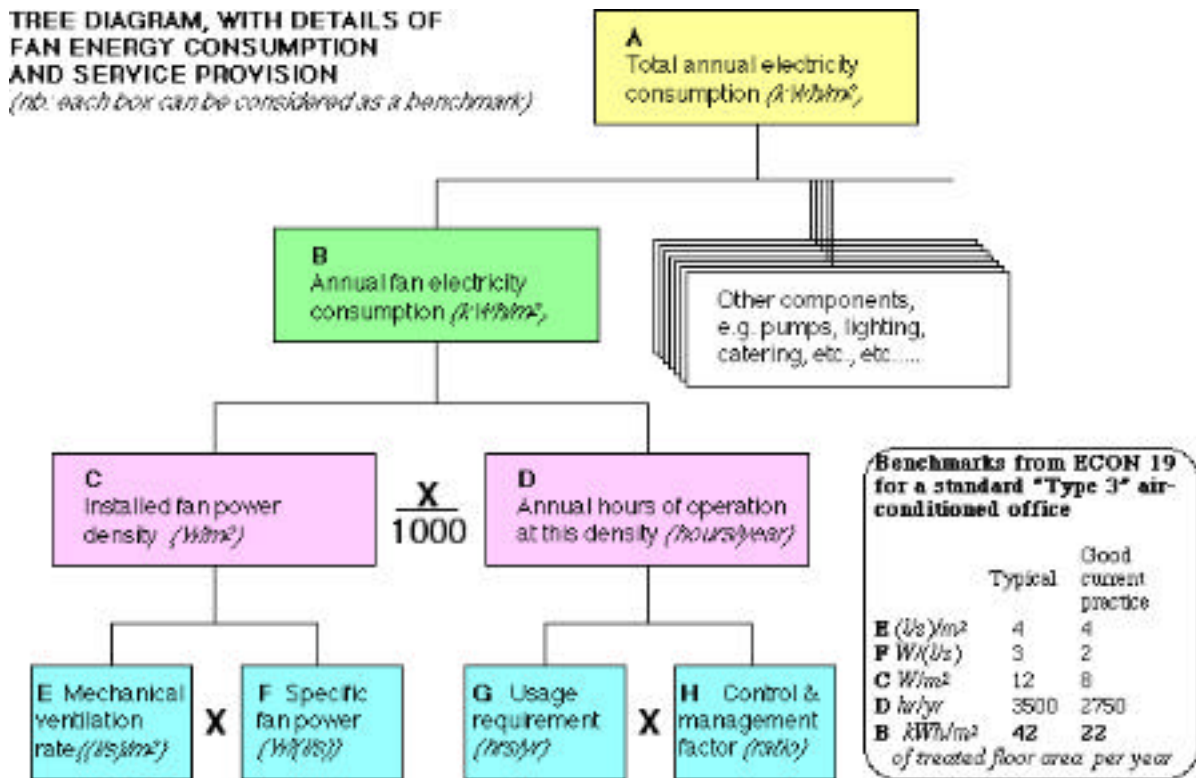 TREE DIAGRAM, WITH DETAILS OF
FAN ENERGY CONSUMPTION
AND SERVICE PROVISION
(nb: each box can be considered as a benchmark)
A
Total annual electricity
consumption (kWh/m²)
B
Annual fan electricity
consumption (kWh/m²)
Other components,
e.g. pumps, lighting,
catering, etc., etc.....
C
Installed fan power
density (W/m²)
X
1000
D
Annual hours of operation
at this density (hours/year)
E Mechanical
ventilation
rate ((l/s)/m²)
X
F Specific
fan power
(W/(l/s))
G Usage
requirement
(hrs/yr)
X
H Control &
management
factor (ratio)
Benchmarks from ECON 19
for a standard "Type 3" air-
conditioned office
Typical Good current practice
E (l/s)/m² 4 4
F W/(l/s) 3 2
C W/m² 12 8
D hr/yr 3500 2750
B kWh/m² 42 22
of treated floor area per year